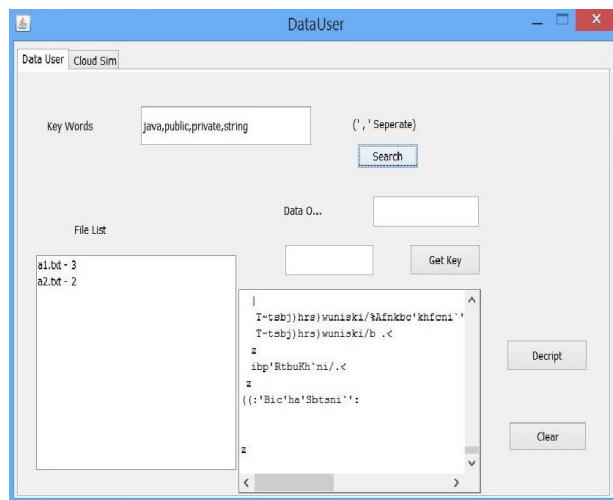 DataUser
Data User Cloud Sim
Key Words
java,public,private,string
(',' Seperate)
Search
Data O...
File List
Get Key
a1.txt - 3
a2.txt - 2
|
T~tsbj)hrs)wuniski/%Afnkbc'khfcni`'
T~tsbj)hrs)wuniski/b .<
z
ibp'RtbuKh`ni/.<
z
((:'Bic'ha'Sbtsni`':
z
Decript
Clear